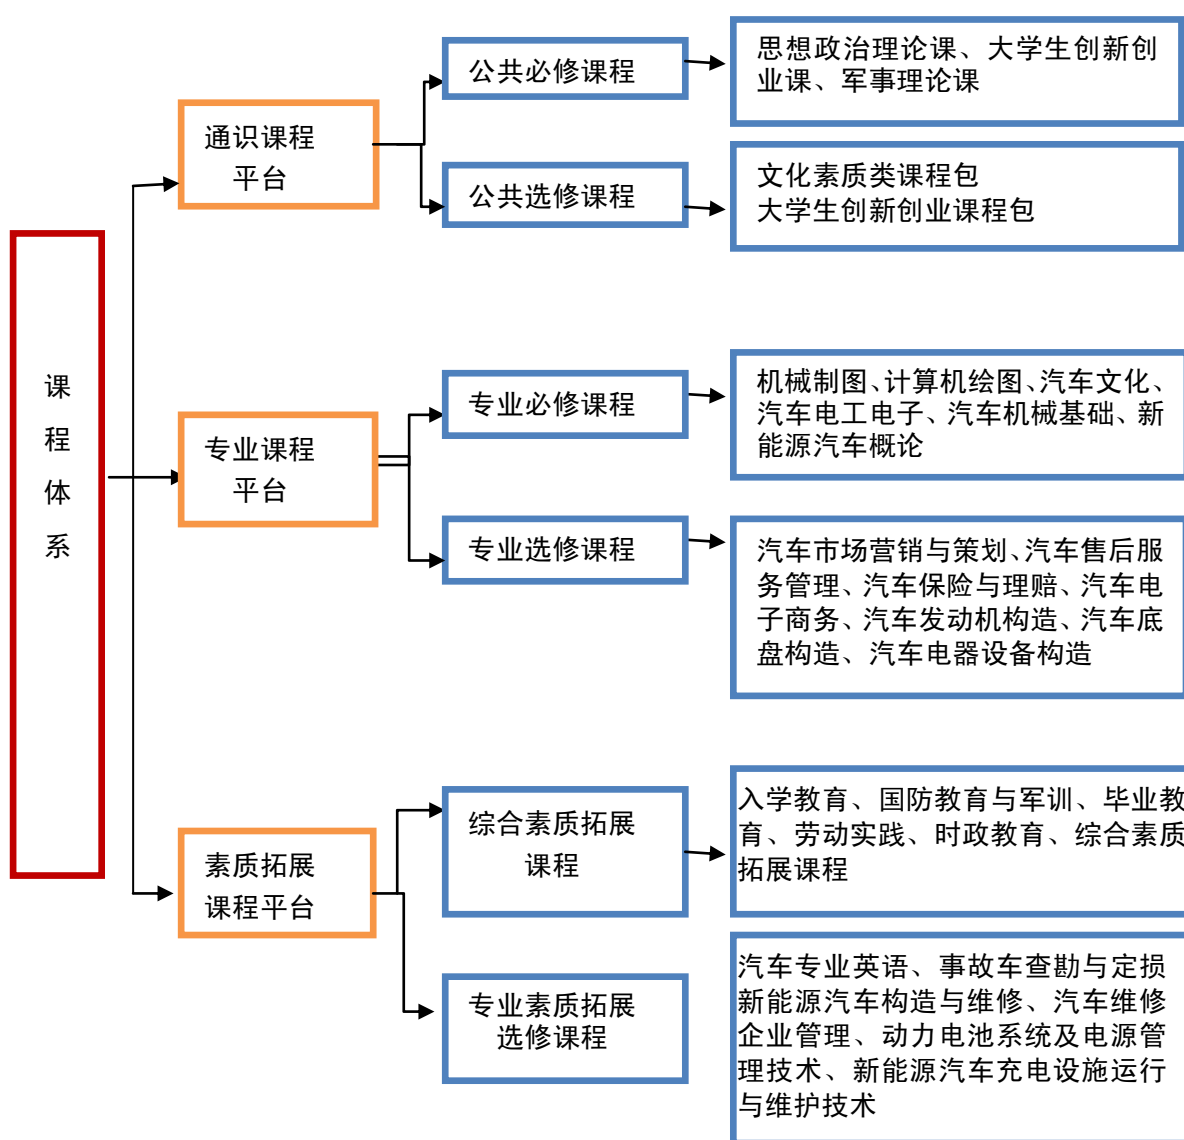 课
程
体
系
通识课程
平台
公共必修课程
思想政治理论课、大学生创新创
业课、军事理论课
公共选修课程
文化素质类课程包
大学生创新创业课程包
专业课程
平台
专业必修课程
机械制图、计算机绘图、汽车文化、
汽车电工电子、汽车机械基础、新
能源汽车概论
专业选修课程
汽车市场营销与策划、汽车售后服
务管理、汽车保险与理赔、汽车电
子商务、汽车发动机构造、汽车底
盘构造、汽车电器设备构造
素质拓展
课程平台
综合素质拓展
课程
入学教育、国防教育与军训、毕业教
育、劳动实践、时政教育、综合素质
拓展课程
专业素质拓展
选修课程
汽车专业英语、事故车查勘与定损
新能源汽车构造与维修、汽车维修
企业管理、动力电池系统及电源管
理技术、新能源汽车充电设施运行
与维护技术